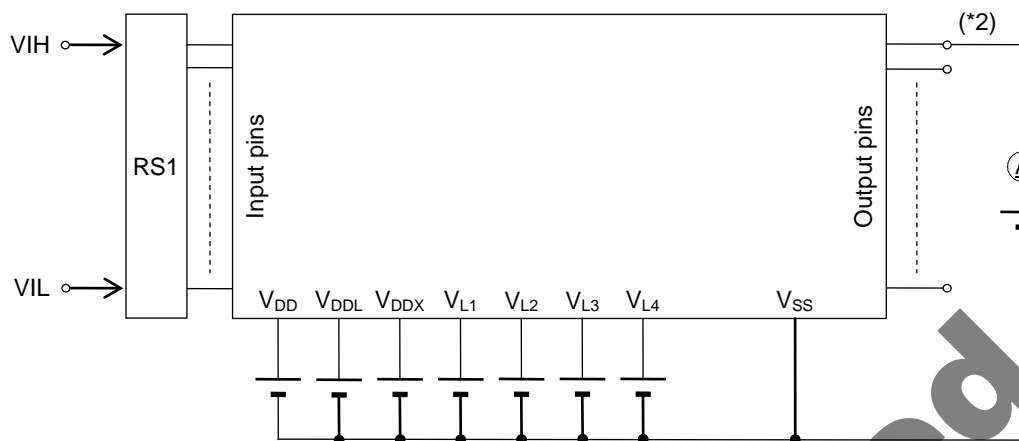 (*2)
VIH
RS1
Input pins
Output pins
A
VIL
VDD VDDL VDDX VL1 VL2 VL3 VL4 VSS